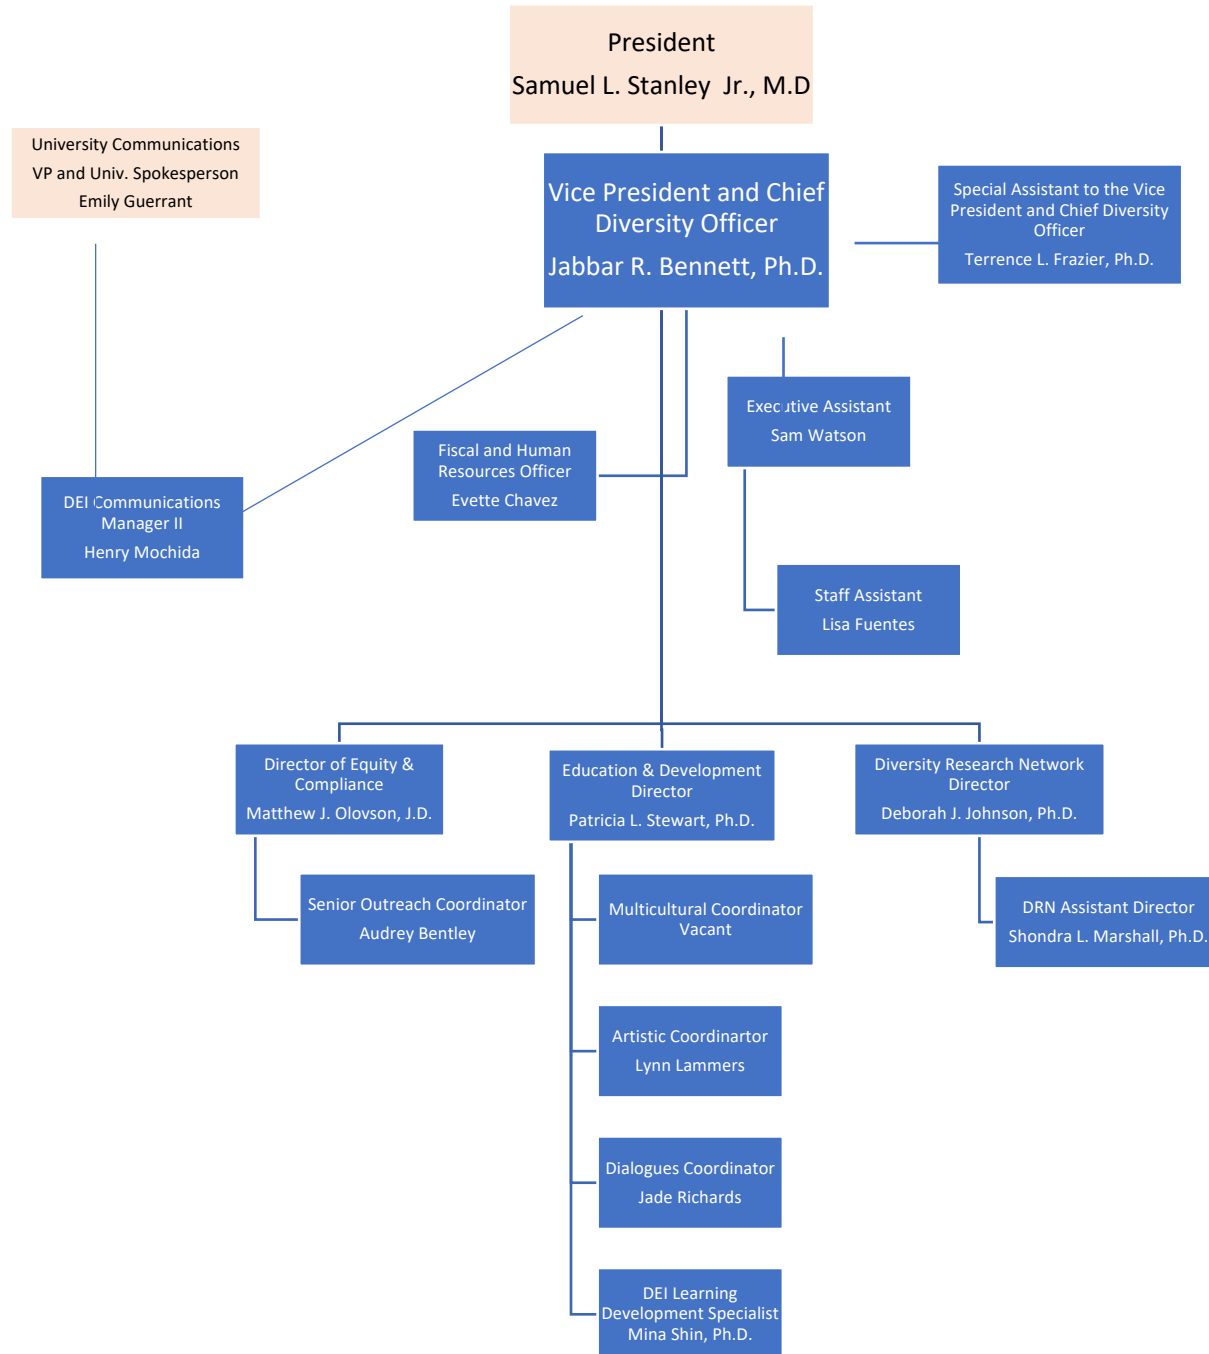 President
Samuel L. Stanley Jr., M.D
University Communications
VP and Univ. Spokesperson
Emily Guerrant
Vice President and Chief
Diversity Officer
Jabbar R. Bennett, Ph.D.
Special Assistant to the Vice
President and Chief Diversity
Officer
Terrence L. Frazier, Ph.D.
Executive Assistant
Sam Watson
Fiscal and Human
Resources Officer
Evette Chavez
DEI Communications
Manager II
Henry Mochida
Staff Assistant
Lisa Fuentes
Director of Equity &
Compliance
Matthew J. Olovson, J.D.
Education & Development
Director
Patricia L. Stewart, Ph.D.
Diversity Research Network
Director
Deborah J. Johnson, Ph.D.
Senior Outreach Coordinator
Audrey Bentley
Multicultural Coordinator
Vacant
DRN Assistant Director
Shondra L. Marshall, Ph.D.
Artistic Coordinartor
Lynn Lammers
Dialogues Coordinator
Jade Richards
DEI Learning
Development Specialist
Mina Shin, Ph.D.